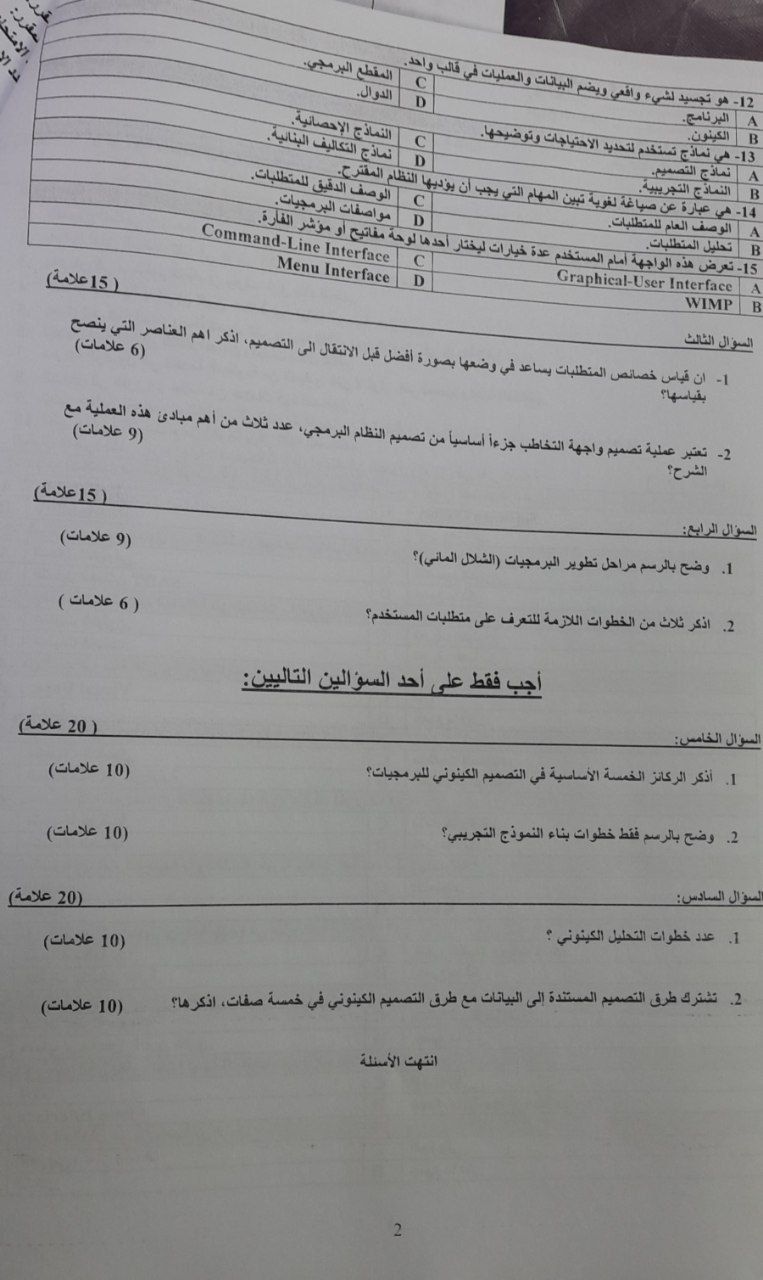 12- هو تجسيد لشيء واقعي ويضم البيانات والعمليات في قالب واحد.
A البرنامج. C المقطع البرمجي.
B الكينون. D الدوال.
13- هي نماذج تستخدم لتحديد الاحتياجات وتوضيحها.
A نماذج التصميم. C النماذج الإحصائية.
B النماذج التجريبية. D نماذج التكاليف البنائية.
14- هي عبارة عن صياغة لغوية تبين المهام التي يجب أن يؤديها النظام المقترح.
A الوصف العام للمتطلبات. C الوصف الدقيق للمتطلبات.
B تحليل المتطلبات. D مواصفات البرمجيات.
15- تعرض هذه الواجهة أمام المستخدم عدة خيارات ليختار أحدها لوحة مفاتيح أو مؤشر الفأرة.
A Graphical-User Interface C Command-Line Interface
B WIMP D Menu Interface
السؤال الثالث ( 15علامة)
1- ان قياس خصائص المتطلبات يساعد في وضعها بصورة أفضل قبل الانتقال الى التصميم، اذكر اهم العناصر التي ينصح
بقياسها؟ (6 علامات)
2- تعتبر عملية تصميم واجهة التخاطب جزءاً أساسياً من تصميم النظام البرمجي، عدد ثلاث من أهم مبادئ هذه العملية مع
الشرح؟ (9 علامات)
السؤال الرابع: ( 15علامة)
1. وضح بالرسم مراحل تطوير البرمجيات (الشلال المائي)؟ (9 علامات)
2. اذكر ثلاث من الخطوات اللازمة للتعرف على متطلبات المستخدم؟ ( 6 علامات )
أجب فقط على أحد السؤالين التاليين:
السؤال الخامس: ( 20 علامة)
1. أذكر الركائز الخمسة الأساسية في التصميم الكينوني للبرمجيات؟ (10 علامات)
2. وضح بالرسم فقط خطوات بناء النموذج التجريبي؟ (10 علامات)
السؤال السادس: (20 علامة)
1. عدد خطوات التحليل الكينوني ؟ (10 علامات)
2. تشترك طرق التصميم المستندة إلى البيانات مع طرق التصميم الكينوني في خمسة صفات، اذكرها؟ (10 علامات)
انتهت الأسئلة
2